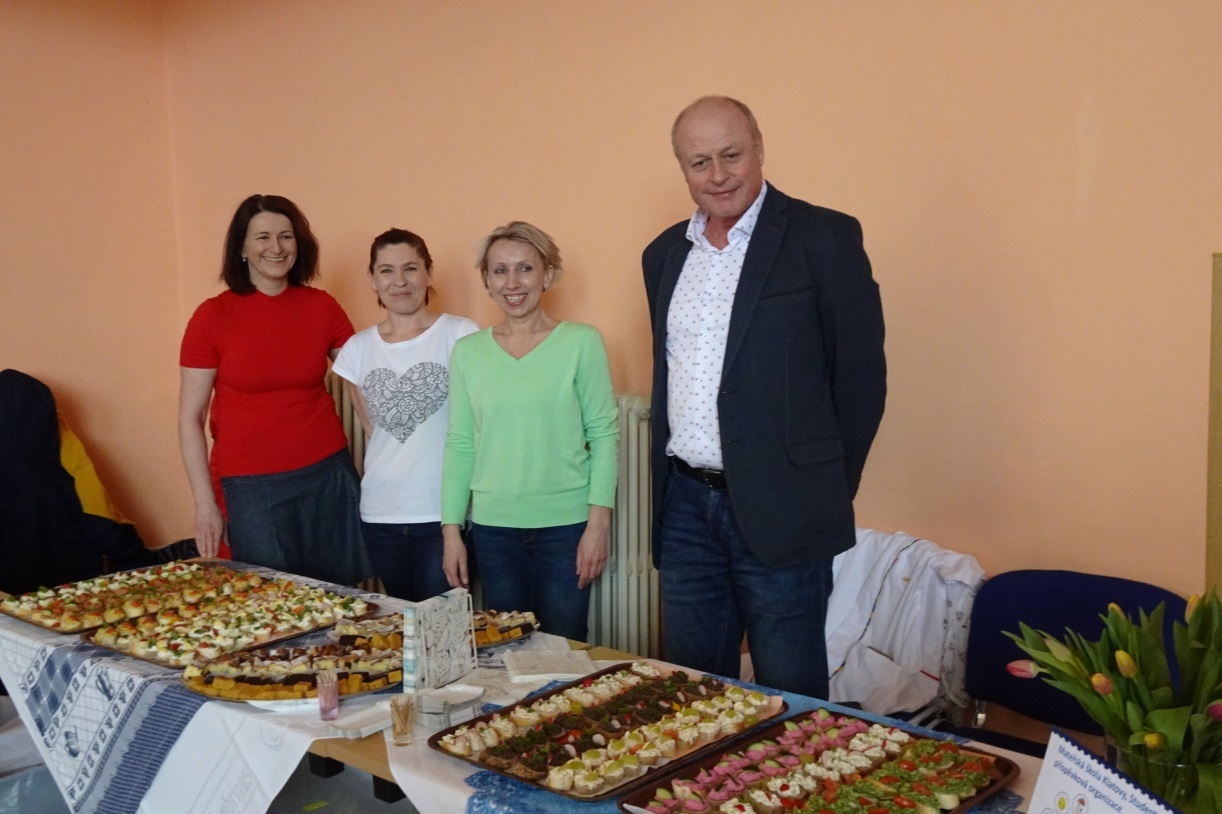 Mateřská škola Klatovy, Studen
příspěvková organizace